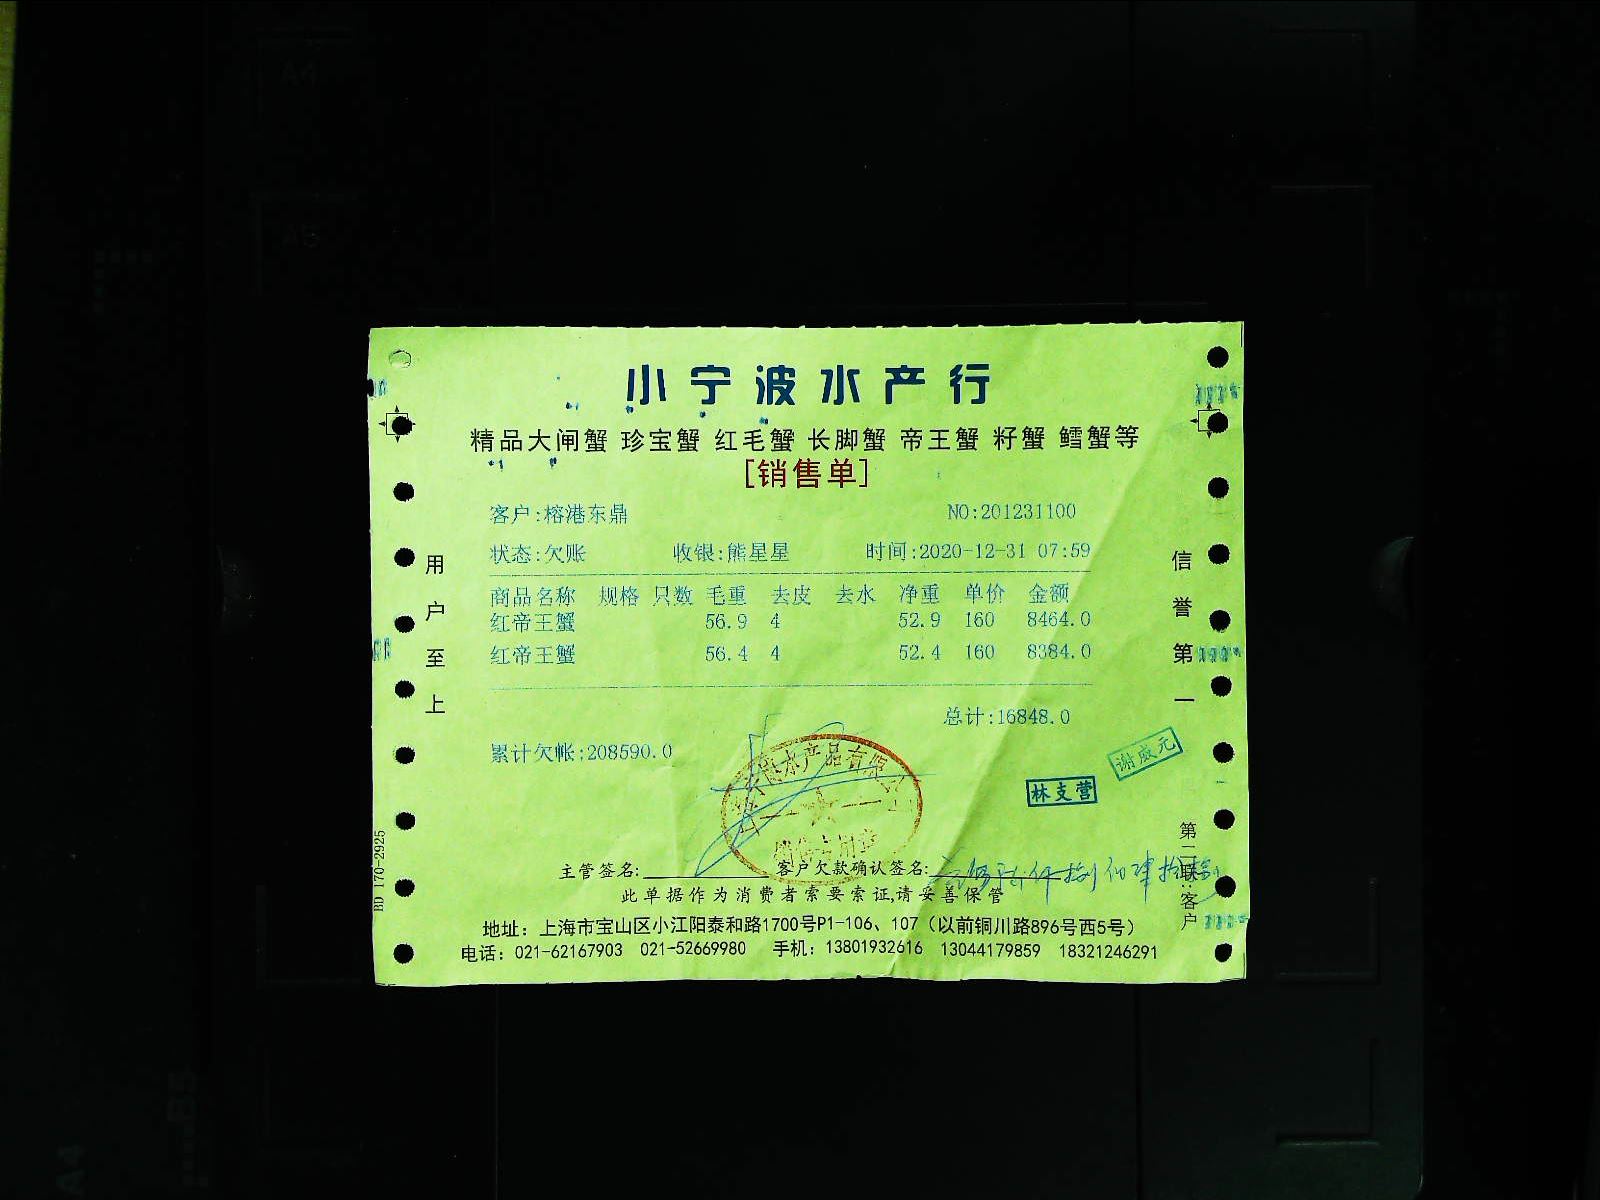 小宁波水产行
精品大闸蟹 珍宝蟹 红毛蟹 长脚蟹 帝王蟹 籽蟹 鳕蟹等
[销售单]
客户:榕港东鼎 NO:201231100
状态:欠账 收银:熊星星 时间:2020-12-31 07:59
商品名称 规格 只数 毛重 去皮 去水 净重 单价 金额
红帝王蟹 56.9 4 52.9 160 8464.0
红帝王蟹 56.4 4 52.4 160 8384.0
总计:16848.0
累计欠帐:208590.0
用户至上
信誉第一
水产品有限
林支营
谢威元
主管签名: 客户欠款确认签名:
此单据作为消费者索要索证,请妥善保管
地址：上海市宝山区小江阳泰和路1700号P1-106、107（以前铜川路896号西5号）
电话：021-62167903 021-52669980 手机：13801932616 13044179859 18321246291
第二联:客户
BD 170-2925
A4
A5
B5
A4